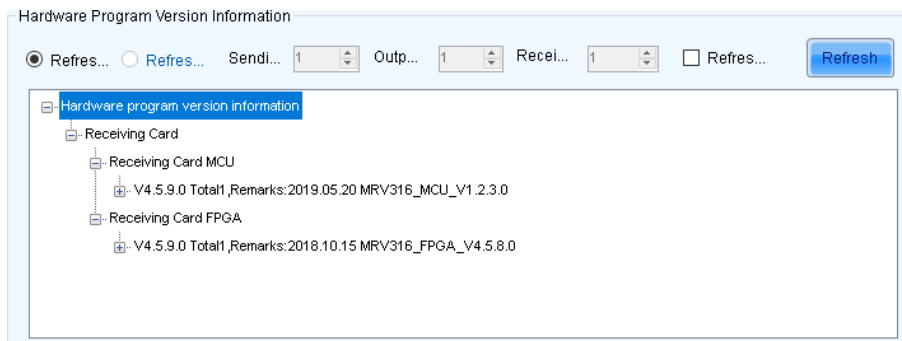 Hardware Program Version Information
Refres... Refres... Sendi... 1 Outp... 1 Recei... 1 Refres... Refresh
Hardware program version information
Receiving Card
Receiving Card MCU
V4.5.9.0 Total1 ,Remarks:2019.05.20 MRV316_MCU_V1.2.3.0
Receiving Card FPGA
V4.5.9.0 Total1 ,Remarks:2018.10.15 MRV316_FPGA_V4.5.8.0